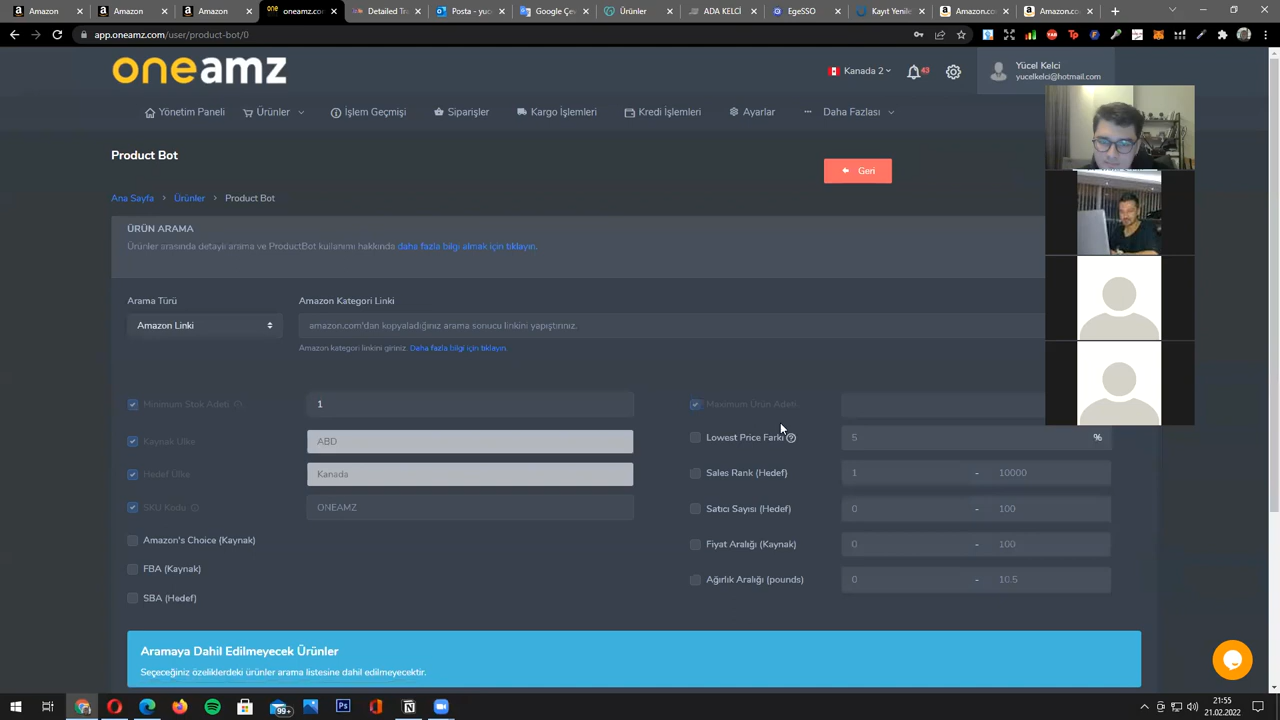 Amazon
Amazon
one
oneamz.co
Detailed Tra
Posta – yu
Google Çe
Ürünler
ADA KELCİ
EgeSSO
Kayıt Yenile
Amazon.co
Amazon.co
app.oneamz.com/user/product-bot/0
oneamz
Kanada 2
43
Yücel Kelci
yucelkelci@hotmail.com
Yönetim Paneli
Ürünler
İşlem Geçmişi
Siparişler
Kargo İşlemleri
Kredi İşlemleri
Ayarlar
Daha Fazlası
Product Bot
Geri
Ana Sayfa > Ürünler > Product Bot
ÜRÜN ARAMA
Ürünler arasında detaylı arama ve ProductBot kullanımı hakkında daha fazla bilgi almak için tıklayın.
Arama Türü
Amazon Kategori Linki
Amazon Linki
amazon.com'dan kopyaladığınız arama sonucu linkini yapıştırınız.
Amazon kategori linkini giriniz. Daha fazla bilgi için tıklayın.
Minimum Stok Adeti
1
Maximum Ürün Adeti
Kaynak Ülke
ABD
Lowest Price Farkı
5
%
Hedef Ülke
Kanada
Sales Rank (Hedef)
1 - 10000
SKU Kodu
ONEAMZ
Satıcı Sayısı (Hedef)
0 - 100
Amazon's Choice (Kaynak)
Fiyat Aralığı (Kaynak)
0 - 100
FBA (Kaynak)
Ağırlık Aralığı (pounds)
0 - 10.5
SBA (Hedef)
Aramaya Dahil Edilmeyecek Ürünler
Seçeceğiniz özeliklerdeki ürünler arama listesine dahil edilmeyecektir.
99+
Ps
21:55
21.02.2022